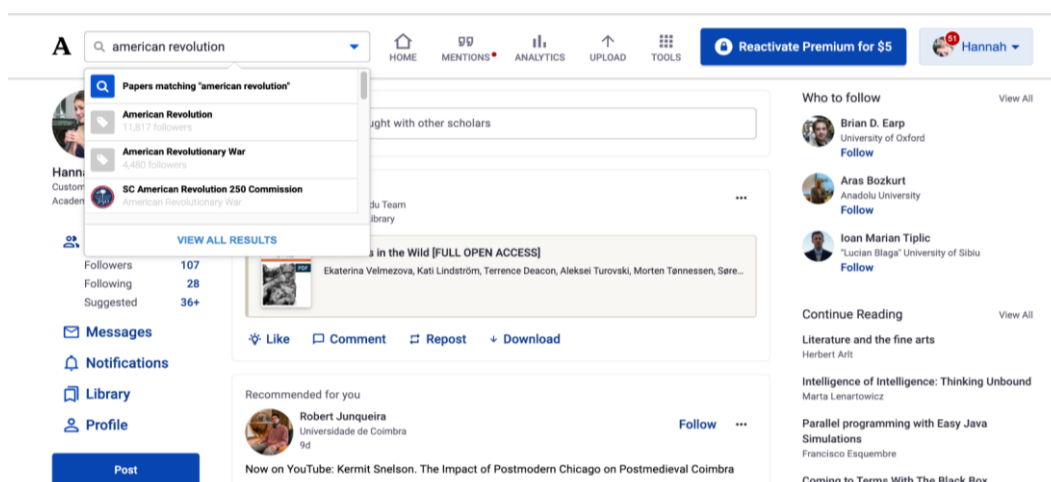 A
american revolution
HOME
MENTIONS
ANALYTICS
UPLOAD
TOOLS
Reactivate Premium for $5
51
Hannah
Papers matching "american revolution"
American Revolution
11,817 followers
American Revolutionary War
4,480 followers
SC American Revolution 250 Commission
American Revolutionary War
VIEW ALL RESULTS
Hanna
Custom
Academ
Followers 107
Following 28
Suggested 36+
Messages
Notifications
Library
Profile
Post
ught with other scholars
du Team
ibrary
s in the Wild [FULL OPEN ACCESS]
PDF
Ekaterina Velmezova, Kati Lindström, Terrence Deacon, Aleksei Turovski, Morten Tønnessen, Søre...
Like Comment Repost Download
Recommended for you
Robert Junqueira
Universidade de Coimbra
9d
Follow
Now on YouTube: Kermit Snelson. The Impact of Postmodern Chicago on Postmedieval Coimbra
Who to follow View All
Brian D. Earp
University of Oxford
Follow
Aras Bozkurt
Anadolu University
Follow
Ioan Marian Tiplic
"Lucian Blaga" University of Sibiu
Follow
Continue Reading View All
Literature and the fine arts
Herbert Arlt
Intelligence of Intelligence: Thinking Unbound
Marta Lenartowicz
Parallel programming with Easy Java
Simulations
Francisco Esquembre
Coming to Terms With The Black Box